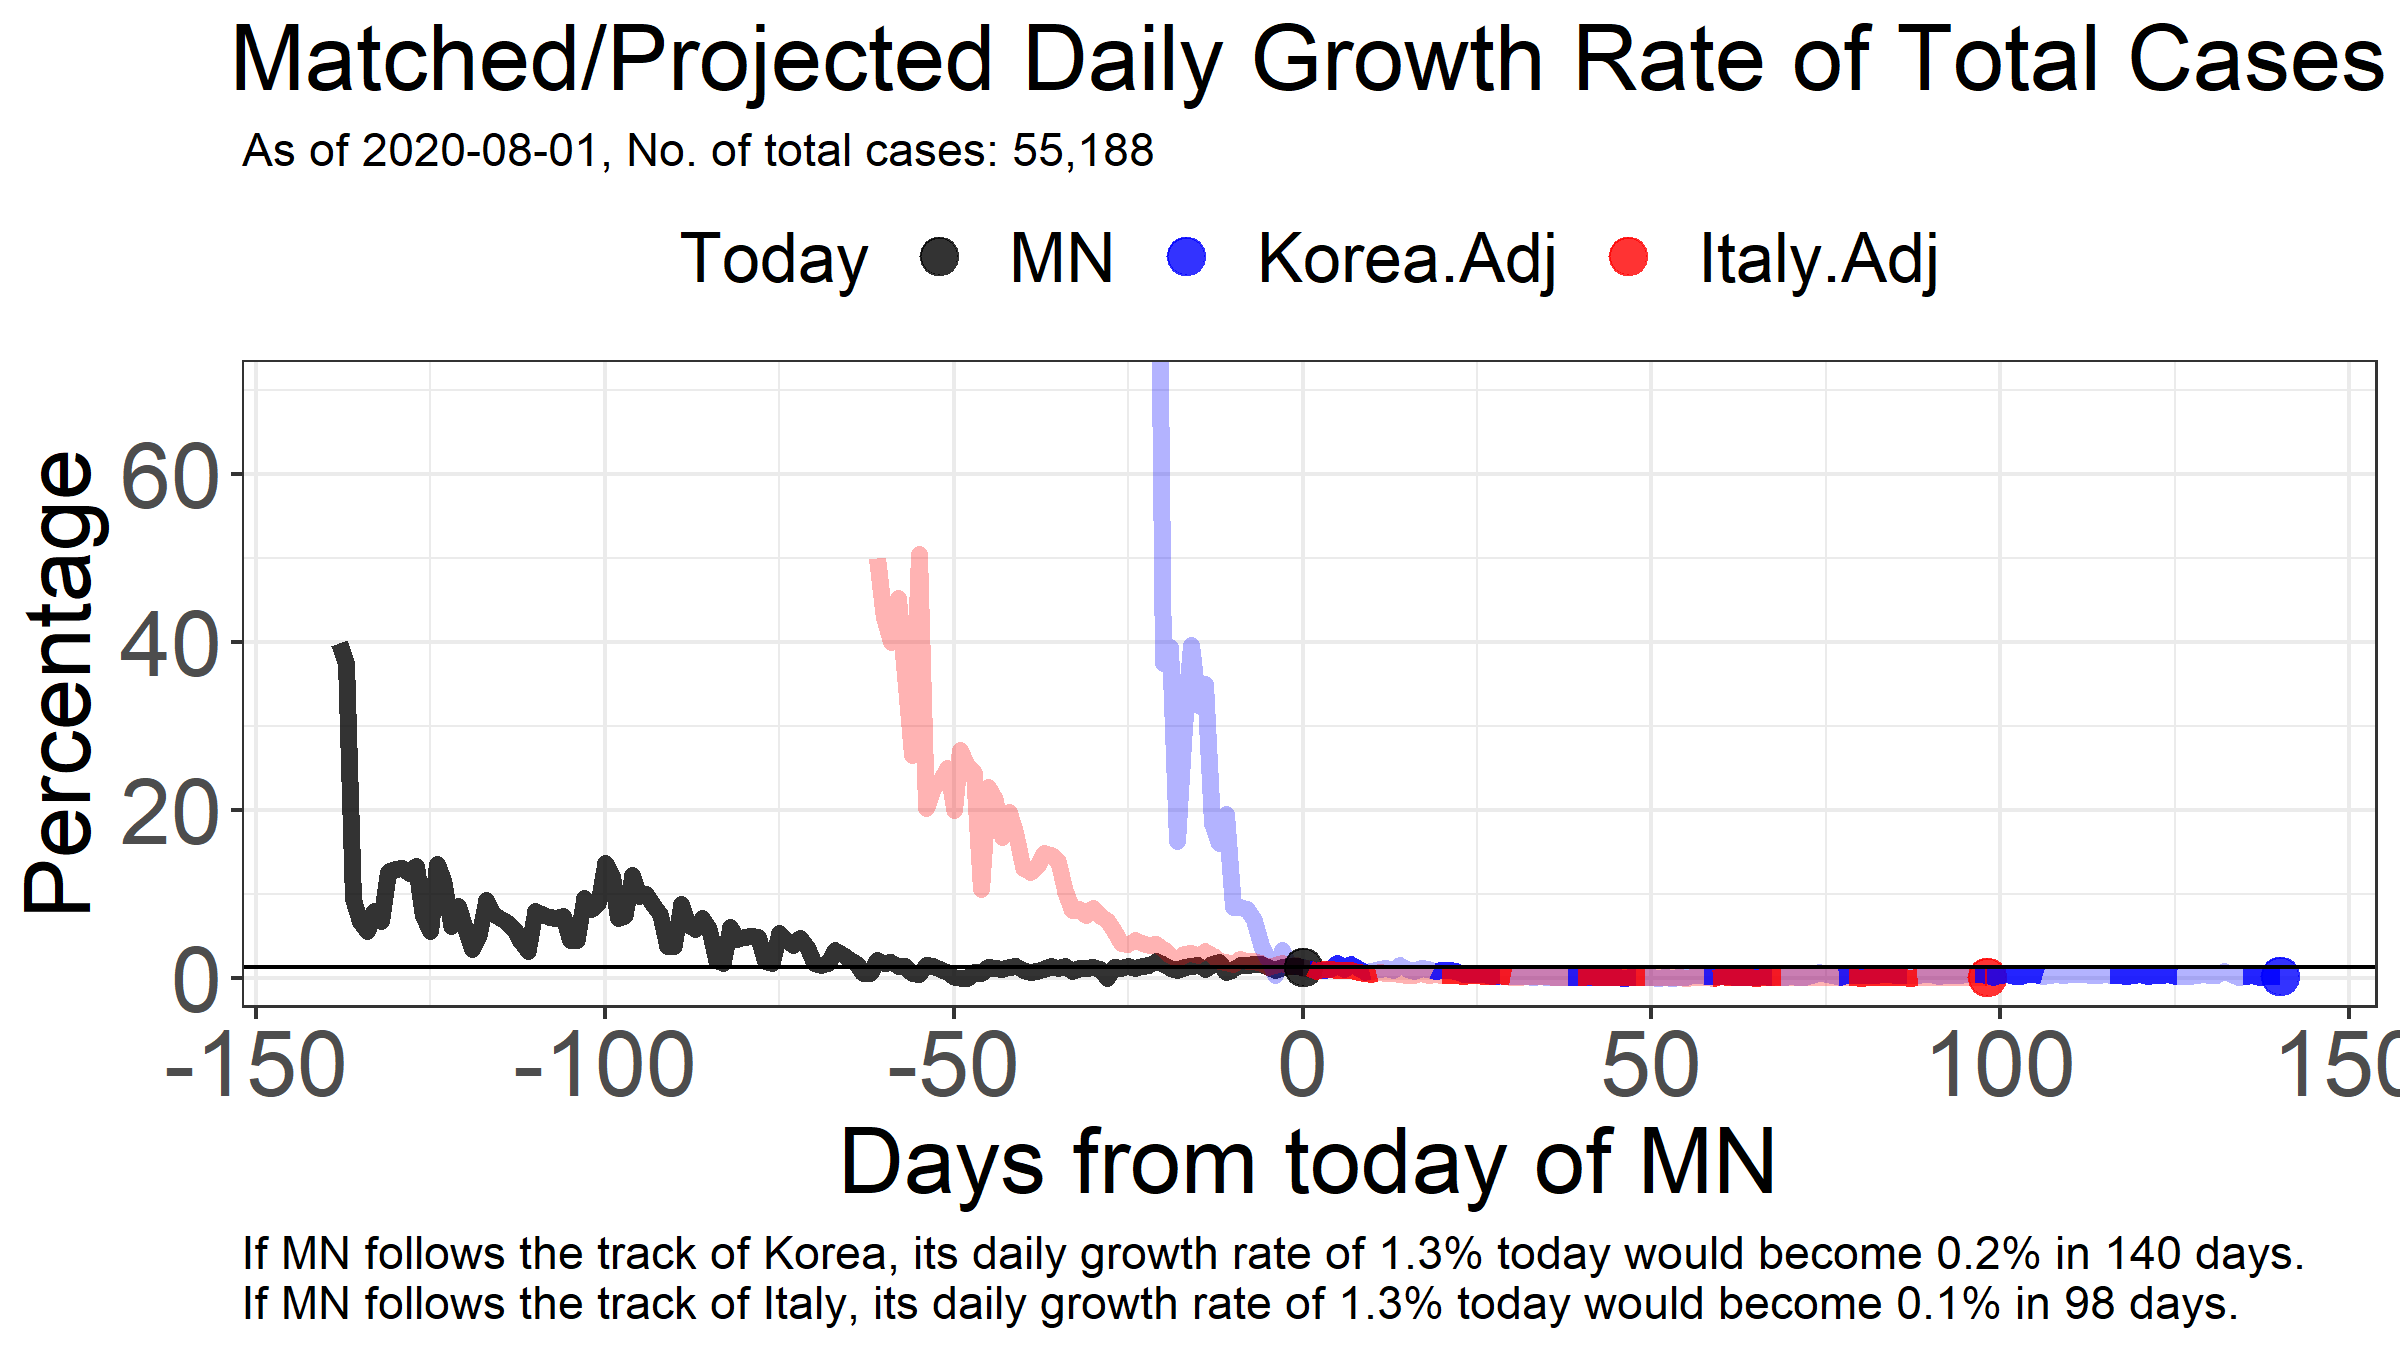 Matched/Projected Daily Growth Rate of Total Cases
As of 2020-08-01, No. of total cases: 55,188
Today MN Korea.Adj Italy.Adj
Percentage
60
40
20
0
-150 -100 -50 0 50 100 150
Days from today of MN
If MN follows the track of Korea, its daily growth rate of 1.3% today would become 0.2% in 140 days.
If MN follows the track of Italy, its daily growth rate of 1.3% today would become 0.1% in 98 days.